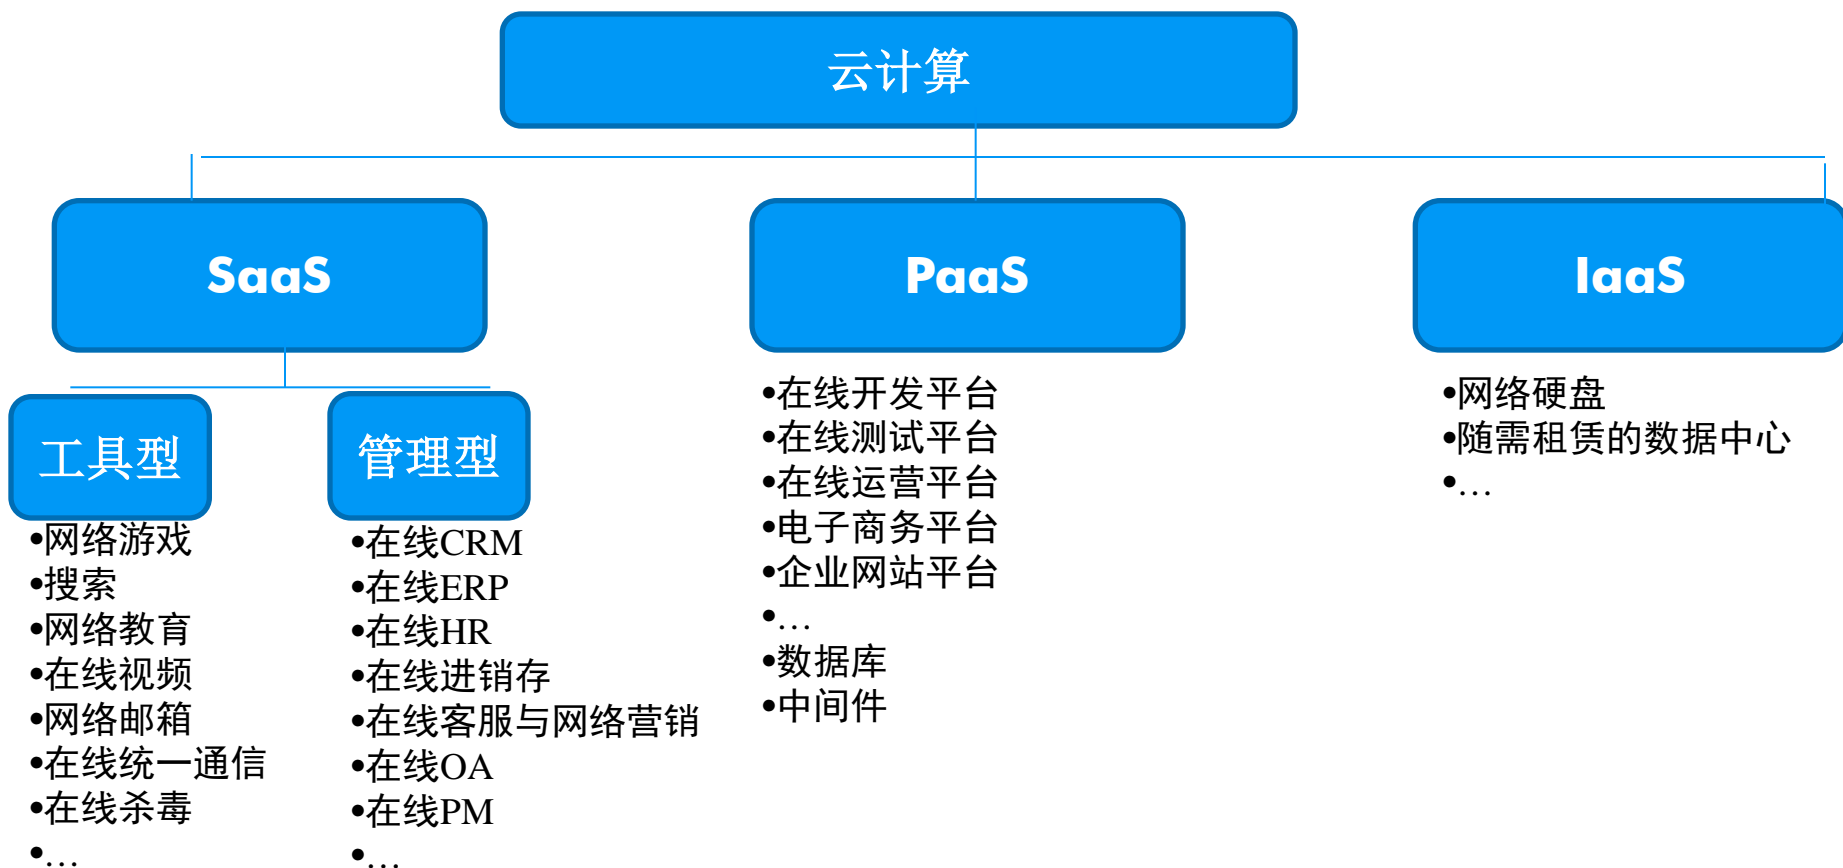 云计算
SaaS
PaaS
IaaS
工具型
管理型
•网络游戏
•搜索
•网络教育
•在线视频
•网络邮箱
•在线统一通信
•在线杀毒
•…
•在线CRM
•在线ERP
•在线HR
•在线进销存
•在线客服与网络营销
•在线OA
•在线PM
•…
•在线开发平台
•在线测试平台
•在线运营平台
•电子商务平台
•企业网站平台
•…
•数据库
•中间件
•网络硬盘
•随需租赁的数据中心
•…